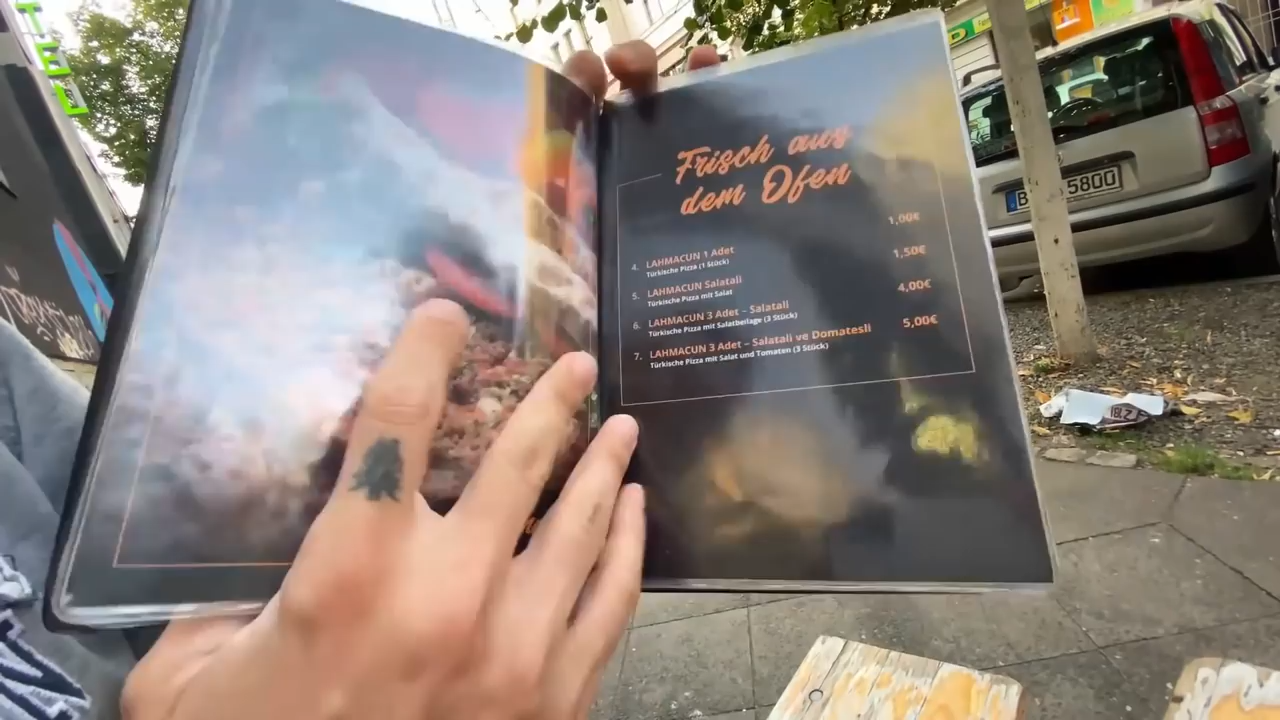 TEL
Frisch aus
dem Ofen
4. LAHMACUN 1 Adet 1,00€
Türkische Pizza (1 Stück)
5. LAHMACUN Salatali 1,50€
Türkische Pizza mit Salat
6. LAHMACUN 3 Adet – Salatali 4,00€
Türkische Pizza mit Salatbeilage (3 Stück)
7. LAHMACUN 3 Adet – Salatali ve Domatesli 5,00€
Türkische Pizza mit Salat und Tomaten (3 Stück)
B 5800